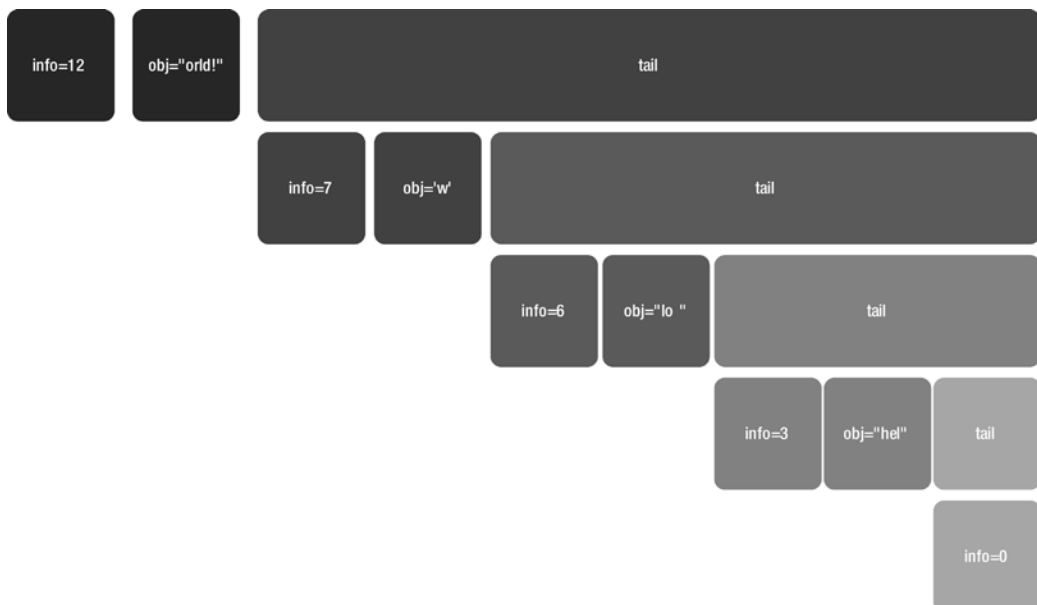 info=12 obj="orld!" tail
info=7 obj='w' tail
info=6 obj="lo " tail
info=3 obj="hel" tail
info=0